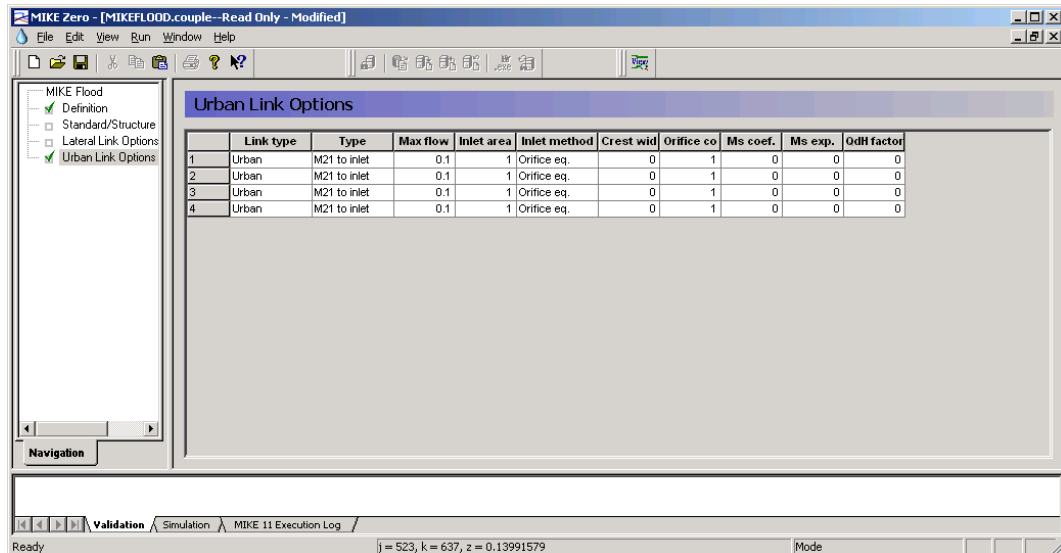 MIKE Zero - [MIKEFLOOD.couple--Read Only - Modified]
File Edit View Run Window Help
MIKE Flood
Definition
Standard/Structure
Lateral Link Options
Urban Link Options
Navigation
Urban Link Options
Link type Type Max flow Inlet area Inlet method Crest wid Orifice co Ms coef. Ms exp. QdH factor
1 Urban M21 to inlet 0.1 1 Orifice eq. 0 1 0 0 0
2 Urban M21 to inlet 0.1 1 Orifice eq. 0 1 0 0 0
3 Urban M21 to inlet 0.1 1 Orifice eq. 0 1 0 0 0
4 Urban M21 to inlet 0.1 1 Orifice eq. 0 1 0 0 0
Validation Simulation MIKE 11 Execution Log
Ready j = 523, k = 637, z = 0.13991579 Mode